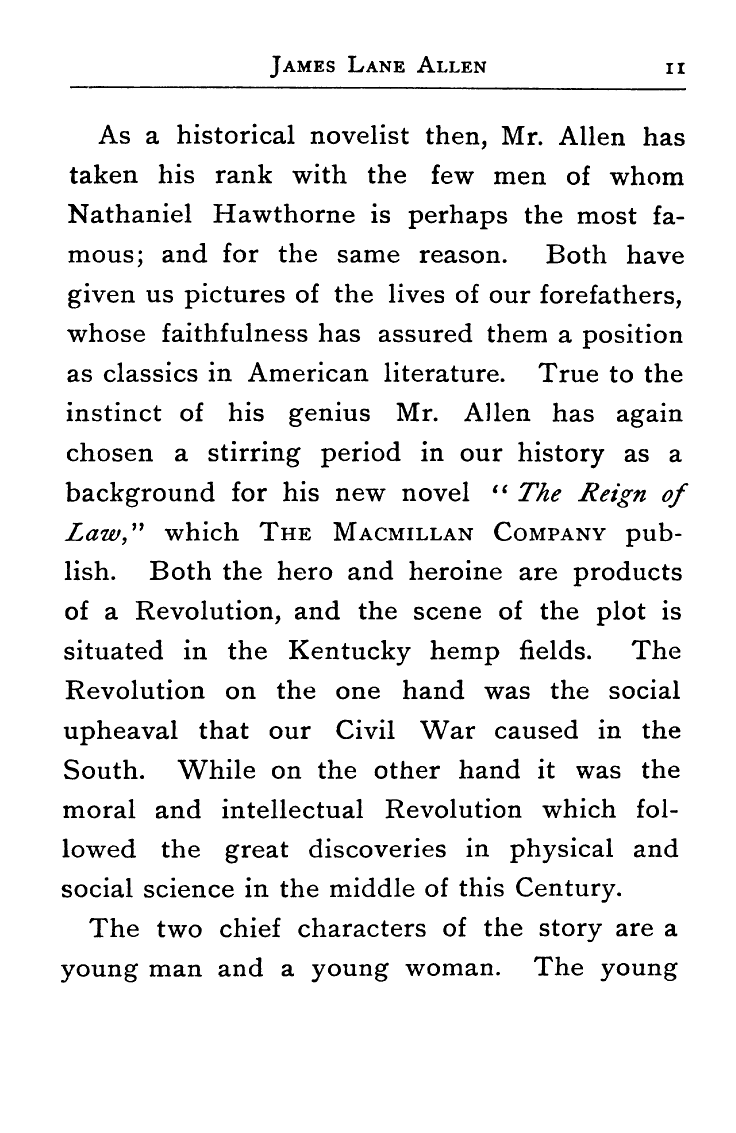 James Lane Allen 11
As a historical novelist then, Mr. Allen has
taken his rank with the few men of whom
Nathaniel Hawthorne is perhaps the most fa-
mous; and for the same reason. Both have
given us pictures of the lives of our forefathers,
whose faithfulness has assured them a position
as classics in American literature. True to the
instinct of his genius Mr. Allen has again
chosen a stirring period in our history as a
background for his new novel “ The Reign of
Law,” which The Macmillan Company pub-
lish. Both the hero and heroine are products
of a Revolution, and the scene of the plot is
situated in the Kentucky hemp fields. The
Revolution on the one hand was the social
upheaval that our Civil War caused in the
South. While on the other hand it was the
moral and intellectual Revolution which fol-
lowed the great discoveries in physical and
social science in the middle of this Century.
The two chief characters of the story are a
young man and a young woman. The young